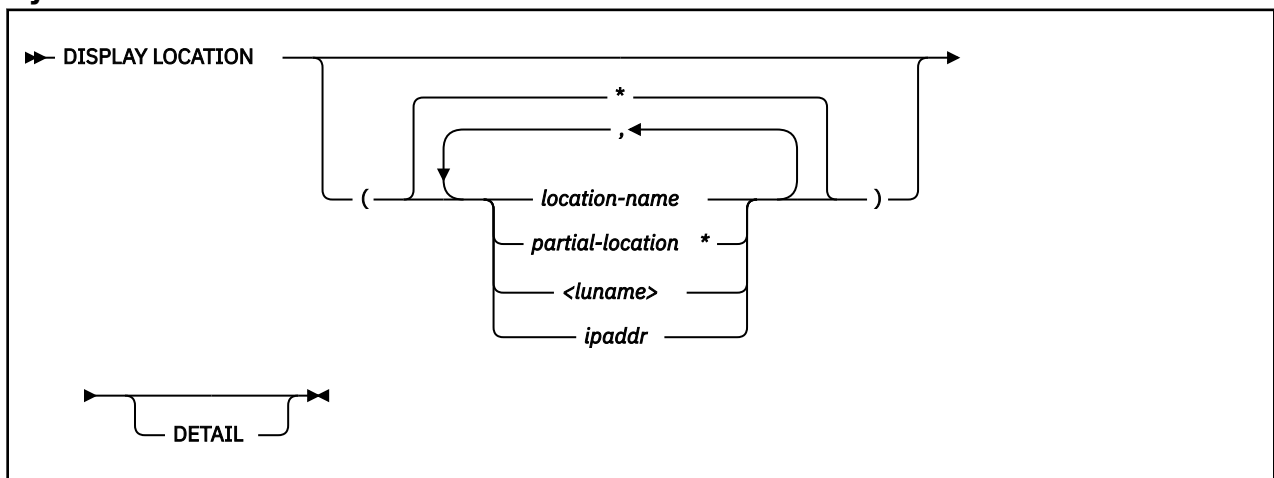 DISPLAY LOCATION
*
,
( location-name )
partial-location *
<luname>
ipaddr
DETAIL